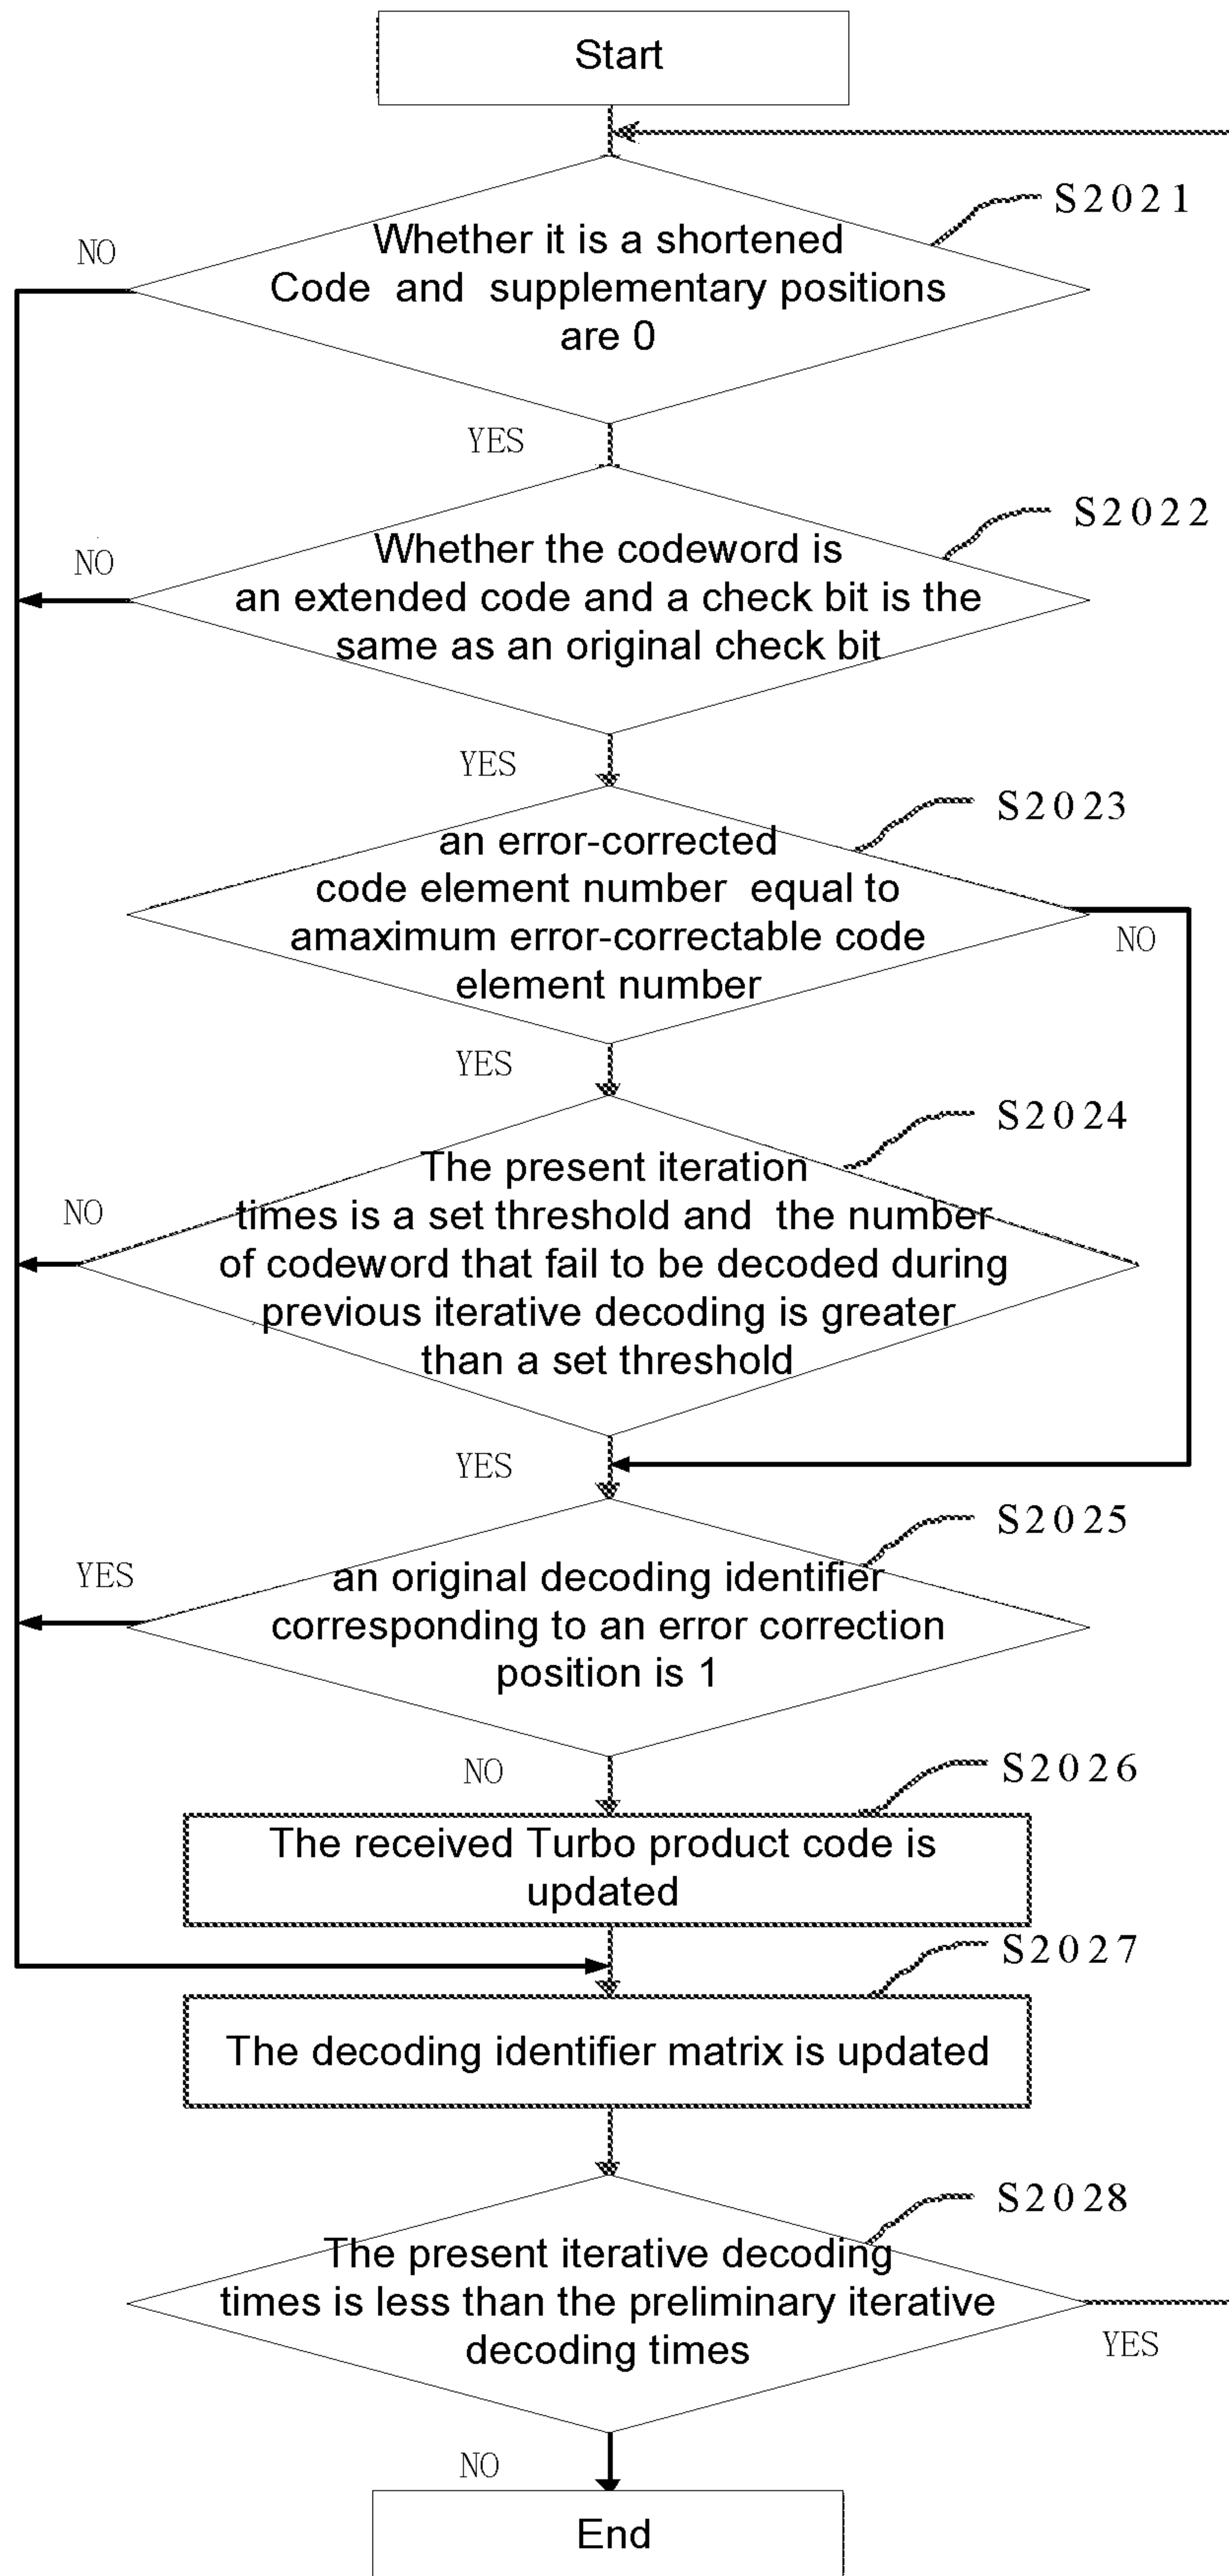 Start
S2021
NO
Whether it is a shortened
Code and supplementary positions
are 0
YES
S2022
NO
Whether the codeword is
an extended code and a check bit is the
same as an original check bit
YES
S2023
an error-corrected
code element number equal to
amaximum error-correctable code
element number
NO
YES
S2024
NO
The present iteration
times is a set threshold and the number
of codeword that fail to be decoded during
previous iterative decoding is greater
than a set threshold
YES
S2025
YES
an original decoding identifier
corresponding to an error correction
position is 1
NO
S2026
The received Turbo product code is
updated
S2027
The decoding identifier matrix is updated
S2028
The present iterative decoding
times is less than the preliminary iterative
decoding times
YES
NO
End